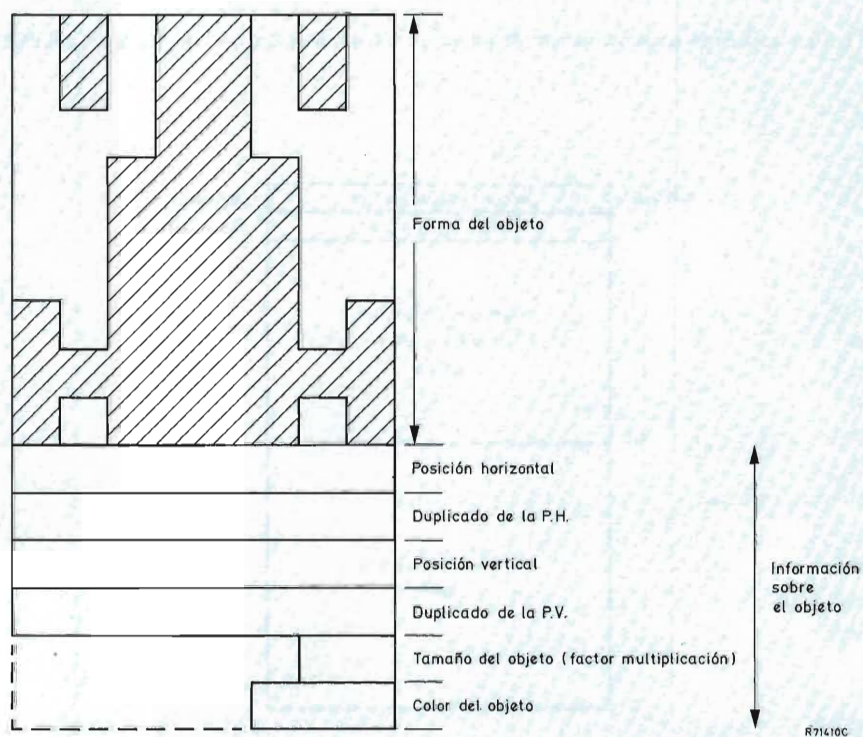 Forma del objeto
Posición horizontal
Duplicado de la P.H.
Posición vertical
Duplicado de la P.V.
Tamaño del objeto (factor multiplicación)
Color del objeto
Información
sobre
el objeto
R71410C